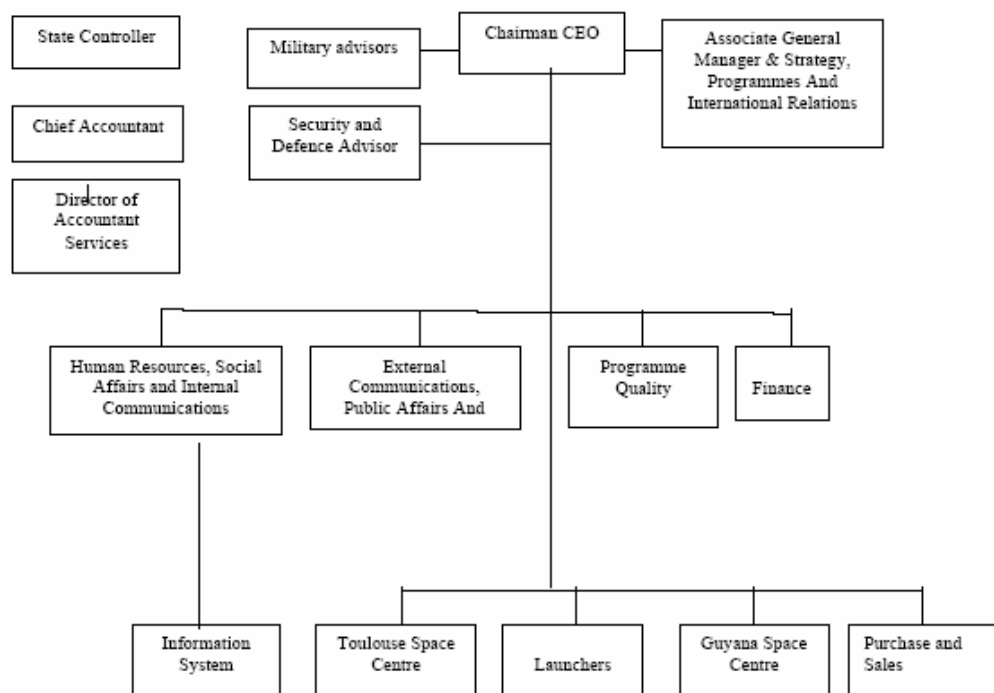 State Controller
Military advisors
Chairman CEO
Associate General
Manager & Strategy,
Programmes And
International Relations
Chief Accountant
Security and
Defence Advisor
Director of
Accountant
Services
Human Resources, Social
Affairs and Internal
Communications
External
Communications,
Public Affairs And
Programme
Quality
Finance
Information
System
Toulouse Space
Centre
Launchers
Guyana Space
Centre
Purchase and
Sales